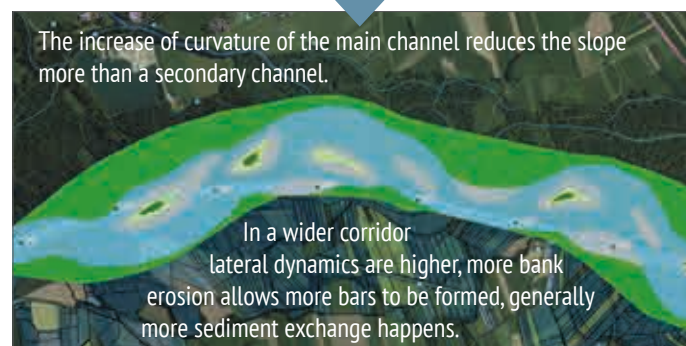 The increase of curvature of the main channel reduces the slope
more than a secondary channel.
In a wider corridor
lateral dynamics are higher, more bank
erosion allows more bars to be formed, generally
more sediment exchange happens.